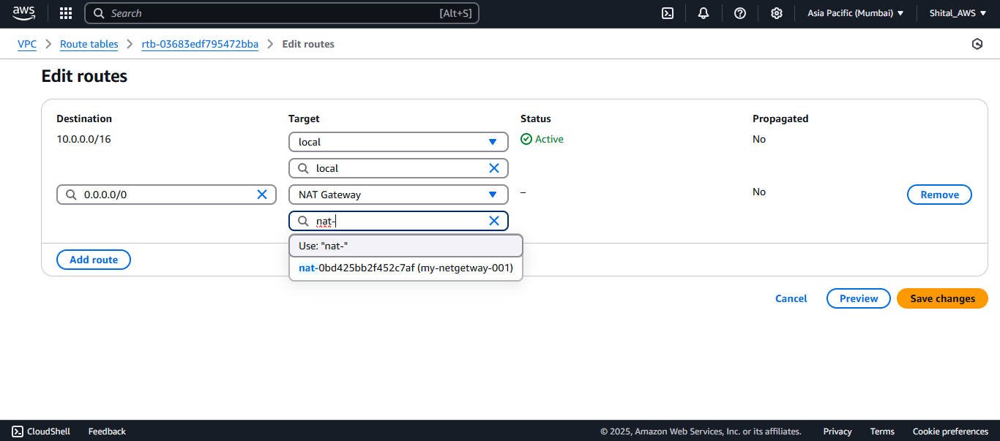 aws
Search [Alt+S] Asia Pacific (Mumbai) Shital_AWS
VPC Route tables rtb-03683edf795472bba Edit routes
Edit routes
Destination Target Status Propagated
10.0.0.0/16 local Active No
local
0.0.0.0/0 NAT Gateway – No Remove
nat-
Use: "nat-"
Add route
nat-0bd425bb2f452c7af (my-netgetway-001)
Cancel Preview Save changes
CloudShell Feedback © 2025, Amazon Web Services, Inc. or its affiliates. Privacy Terms Cookie preferences